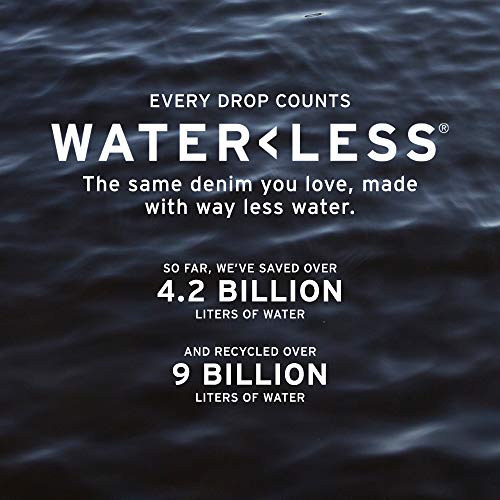 EVERY DROP COUNTS
WATER<LESS®
The same denim you love, made
with way less water.
SO FAR, WE'VE SAVED OVER
4.2 BILLION
LITERS OF WATER
AND RECYCLED OVER
9 BILLION
LITERS OF WATER